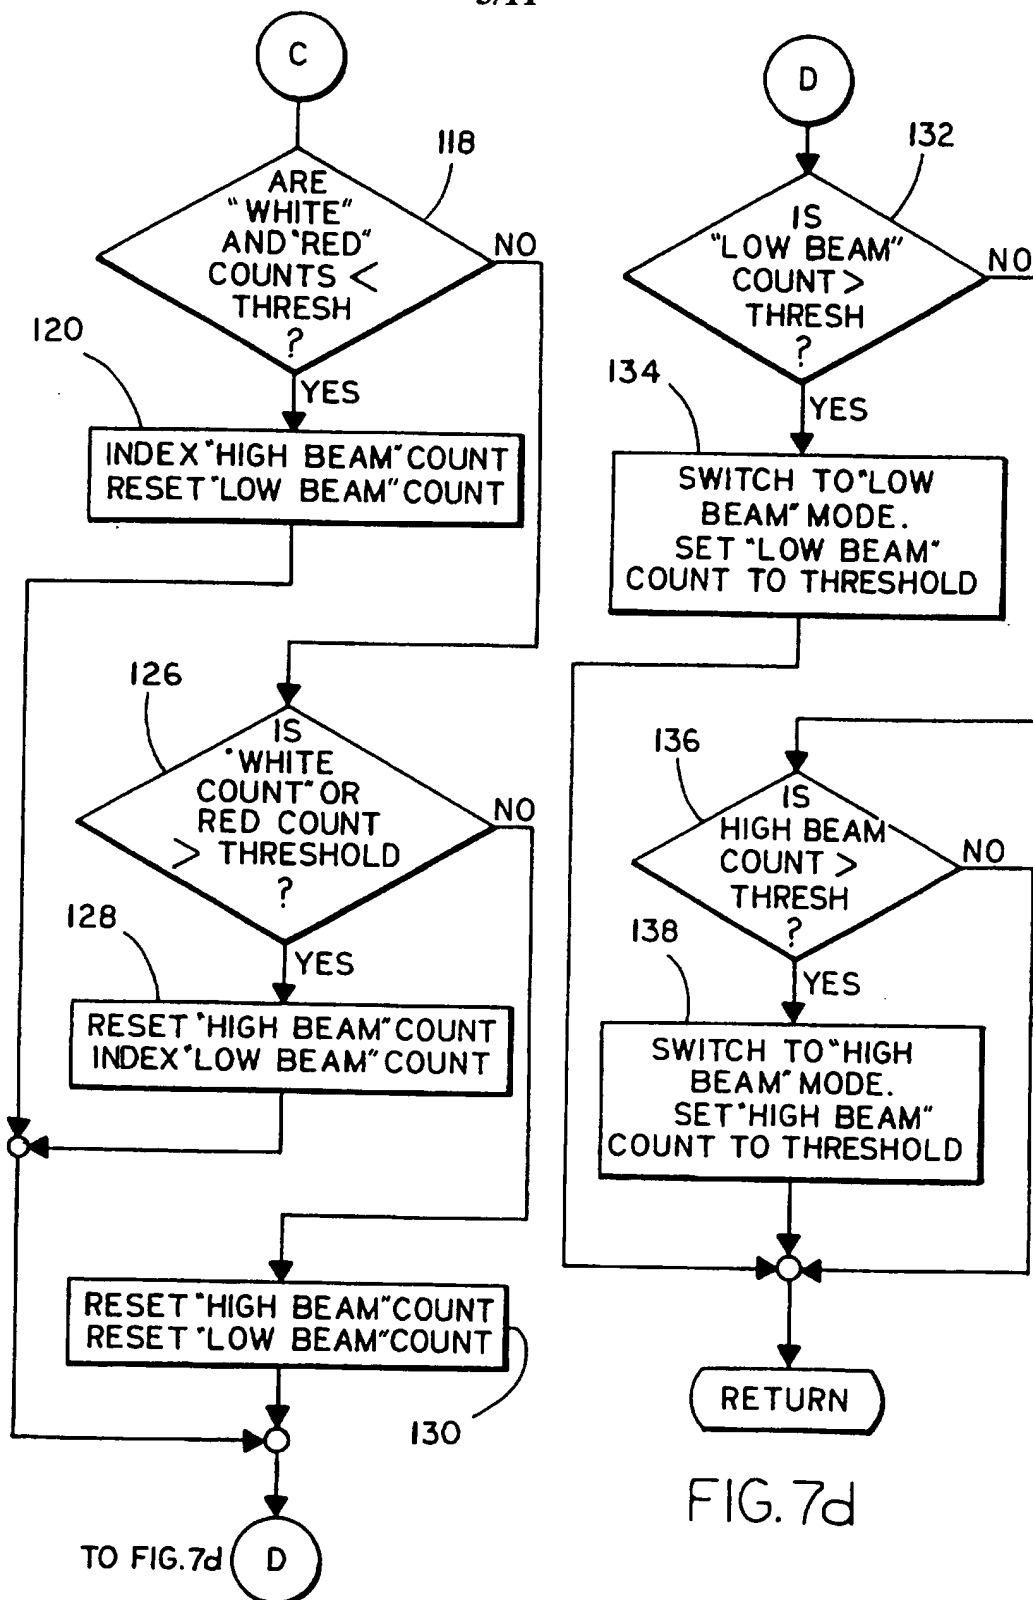 C
118
ARE
"WHITE"
AND "RED"
COUNTS <
THRESH
?
NO
YES
120
INDEX "HIGH BEAM" COUNT
RESET "LOW BEAM" COUNT
126
IS
"WHITE
COUNT" OR
RED COUNT
> THRESHOLD
?
NO
YES
128
RESET "HIGH BEAM" COUNT
INDEX "LOW BEAM" COUNT
RESET "HIGH BEAM" COUNT
RESET "LOW BEAM" COUNT
130
TO FIG.7d
D
D
132
IS
"LOW BEAM"
COUNT >
THRESH
?
NO
YES
134
SWITCH TO "LOW
BEAM" MODE.
SET "LOW BEAM"
COUNT TO THRESHOLD
136
IS
HIGH BEAM
COUNT >
THRESH
?
NO
YES
138
SWITCH TO "HIGH
BEAM" MODE.
SET "HIGH BEAM"
COUNT TO THRESHOLD
RETURN
FIG. 7d